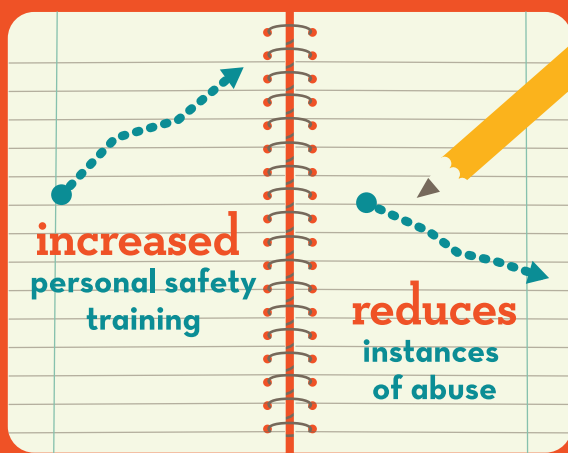 increased
personal safety
training
reduces
instances
of abuse